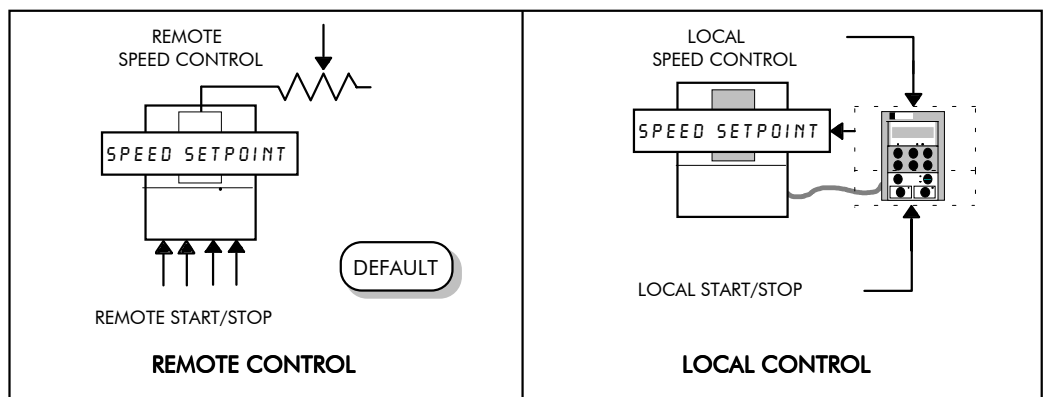 REMOTE
SPEED CONTROL
SPEED SETPOINT
DEFAULT
REMOTE START/STOP
REMOTE CONTROL
LOCAL
SPEED CONTROL
SPEED SETPOINT
LOCAL START/STOP
LOCAL CONTROL